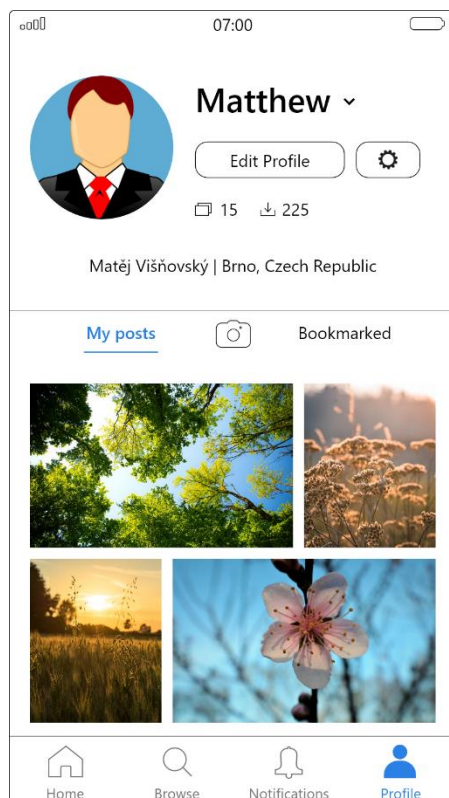 07:00
Matthew
Edit Profile
15 225
Matěj Višňovský | Brno, Czech Republic
My posts Bookmarked
Home Browse Notifications Profile